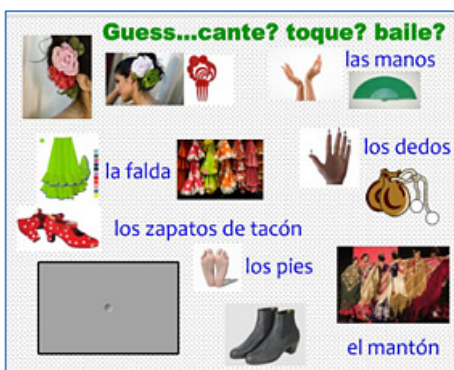 Guess...cante? toque? baile?
las manos
los dedos
la falda
los zapatos de tacón
los pies
el mantón